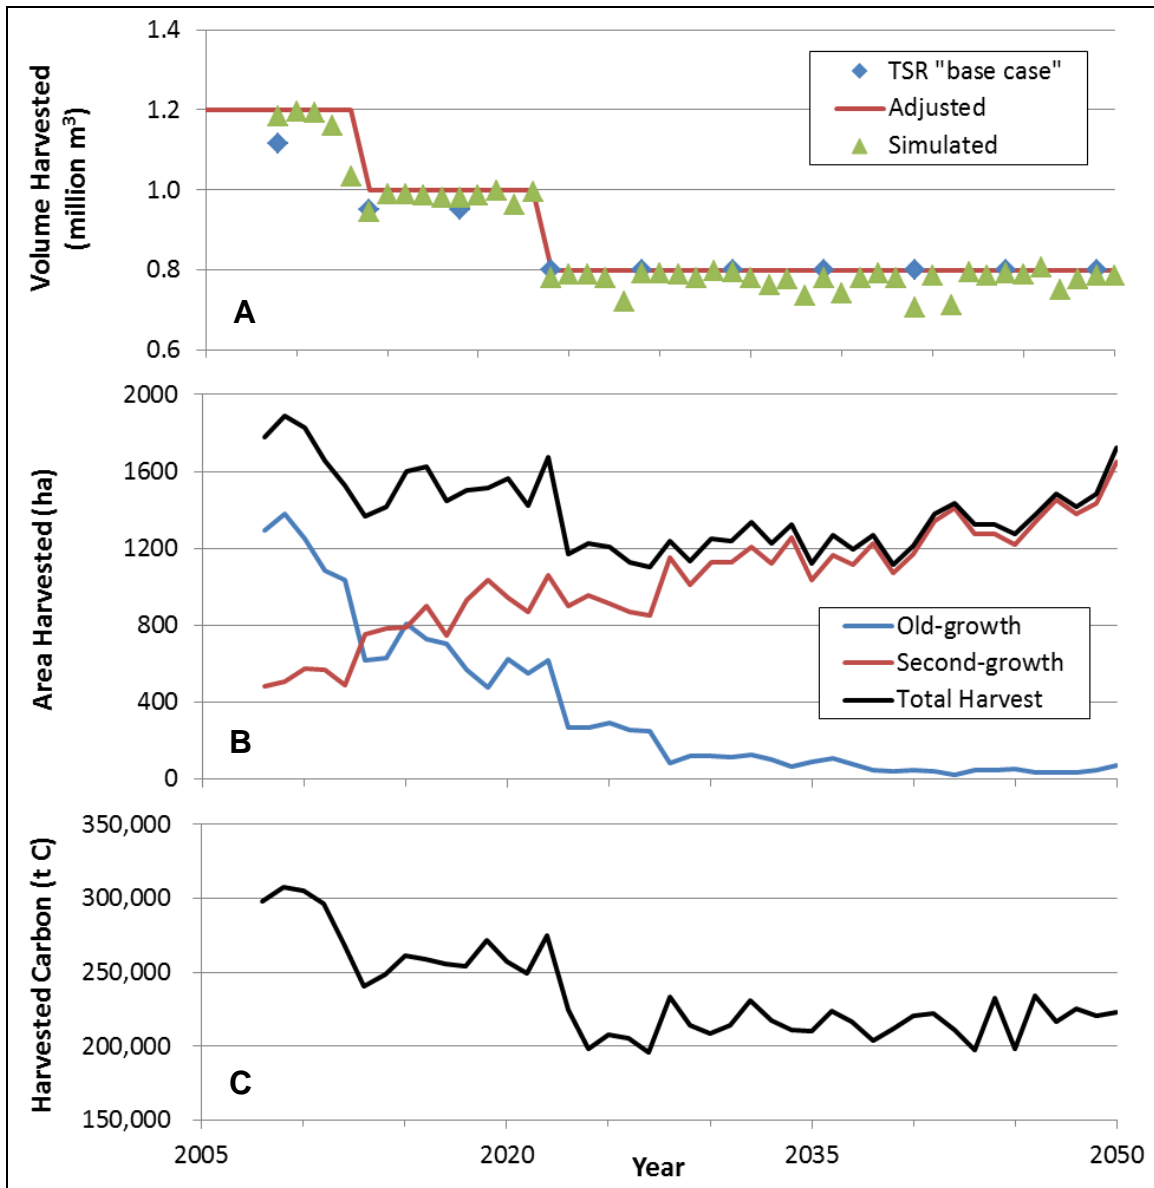 Volume Harvested
(million m³)
1.4
1.2
1.0
0.8
0.6
TSR "base case"
Adjusted
Simulated
A
Area Harvested (ha)
2000
1600
1200
800
400
0
Old-growth
Second-growth
Total Harvest
B
Harvested Carbon (t C)
350,000
300,000
250,000
200,000
150,000
C
2005
2020
2035
2050
Year